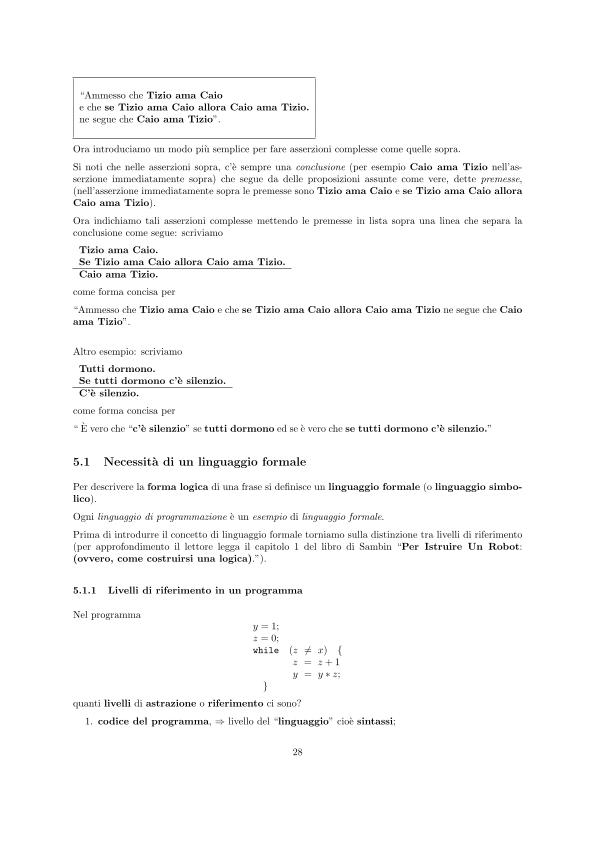 “Ammesso che Tizio ama Caio
e che se Tizio ama Caio allora Caio ama Tizio.
ne segue che Caio ama Tizio”.
Ora introduciamo un modo più semplice per fare asserzioni complesse come quelle sopra.
Si noti che nelle asserzioni sopra, c'è sempre una conclusione (per esempio Caio ama Tizio nell'as-
serzione immediatamente sopra) che segue da delle proposizioni assunte come vere, dette premesse,
(nell'asserzione immediatamente sopra le premesse sono Tizio ama Caio e se Tizio ama Caio allora
Caio ama Tizio).
Ora indichiamo tali asserzioni complesse mettendo le premesse in lista sopra una linea che separa la
conclusione come segue: scriviamo
Tizio ama Caio.
Se Tizio ama Caio allora Caio ama Tizio.
Caio ama Tizio.
come forma concisa per
“Ammesso che Tizio ama Caio e che se Tizio ama Caio allora Caio ama Tizio ne segue che Caio
ama Tizio”.
Altro esempio: scriviamo
Tutti dormono.
Se tutti dormono c'è silenzio.
C'è silenzio.
come forma concisa per
“ È vero che “c'è silenzio” se tutti dormono ed se è vero che se tutti dormono c'è silenzio.”
5.1 Necessità di un linguaggio formale
Per descrivere la forma logica di una frase si definisce un linguaggio formale (o linguaggio simbo-
lico).
Ogni linguaggio di programmazione è un esempio di linguaggio formale.
Prima di introdurre il concetto di linguaggio formale torniamo sulla distinzione tra livelli di riferimento
(per approfondimento il lettore legga il capitolo 1 del libro di Sambin “Per Istruire Un Robot:
(ovvero, come costruirsi una logica).”).
5.1.1 Livelli di riferimento in un programma
Nel programma
y = 1;
z = 0;
while (z ≠ x) {
z = z + 1
y = y ∗ z;
}
quanti livelli di astrazione o riferimento ci sono?
1. codice del programma, ⇒ livello del “linguaggio” cioè sintassi;
28